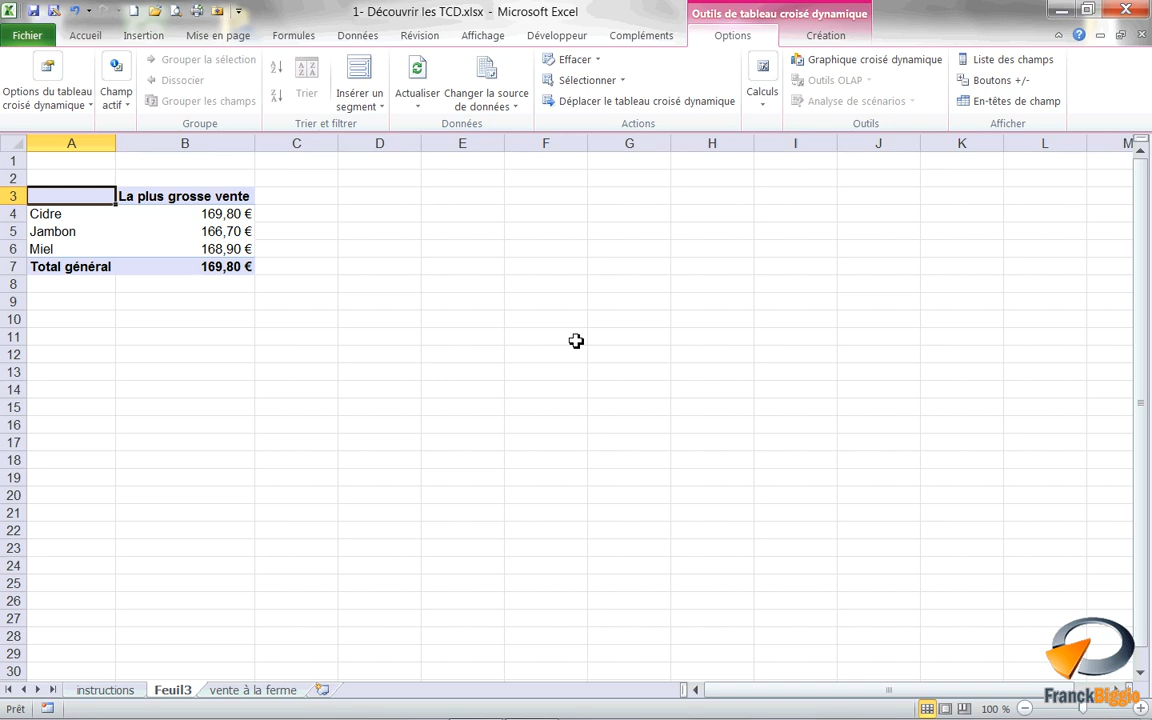 1- Découvrir les TCD.xlsx - Microsoft Excel
Outils de tableau croisé dynamique
Fichier Accueil Insertion Mise en page Formules Données Révision Affichage Développeur Compléments Options Création
Options du tableau croisé dynamique
Champ actif
Grouper la sélection
Dissocier
Grouper les champs
Groupe
Trier
Insérer un segment
Trier et filtrer
Actualiser
Changer la source de données
Données
Effacer
Sélectionner
Déplacer le tableau croisé dynamique
Actions
Calculs
Graphique croisé dynamique
Outils OLAP
Analyse de scénarios
Outils
Liste des champs
Boutons +/-
En-têtes de champ
Afficher
A B C D E F G H I J K L M
1
2
3 La plus grosse vente
4 Cidre 169,80 €
5 Jambon 166,70 €
6 Miel 168,90 €
7 Total général 169,80 €
8
9
10
11
12
13
14
15
16
17
18
19
20
21
22
23
24
25
26
27
28
29
30
FranckBiggio
instructions Feuil3 vente à la ferme
Prêt 100 %